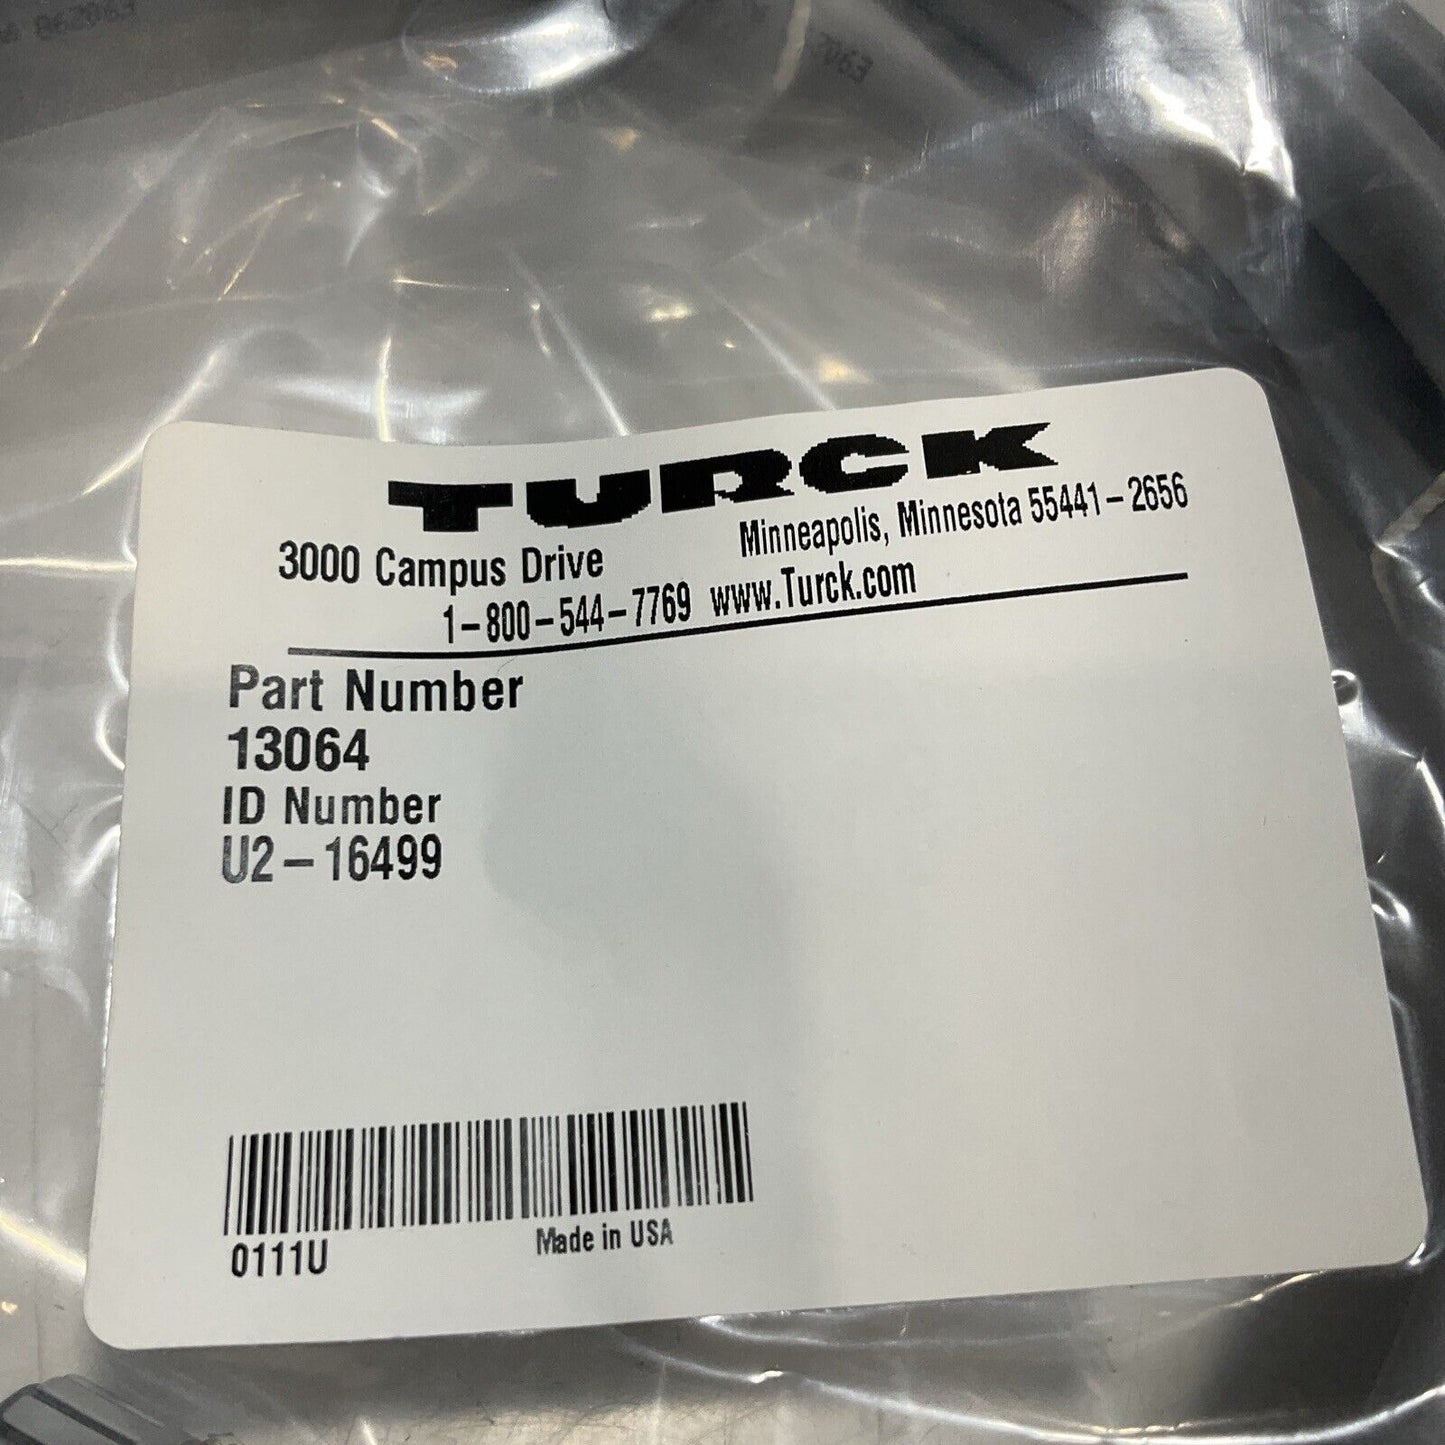 TURCK
3000 Campus Drive Minneapolis, Minnesota 55441-2656
1-800-544-7769 www.Turck.com
Part Number
13064
ID Number
U2-16499
0111U Made in USA